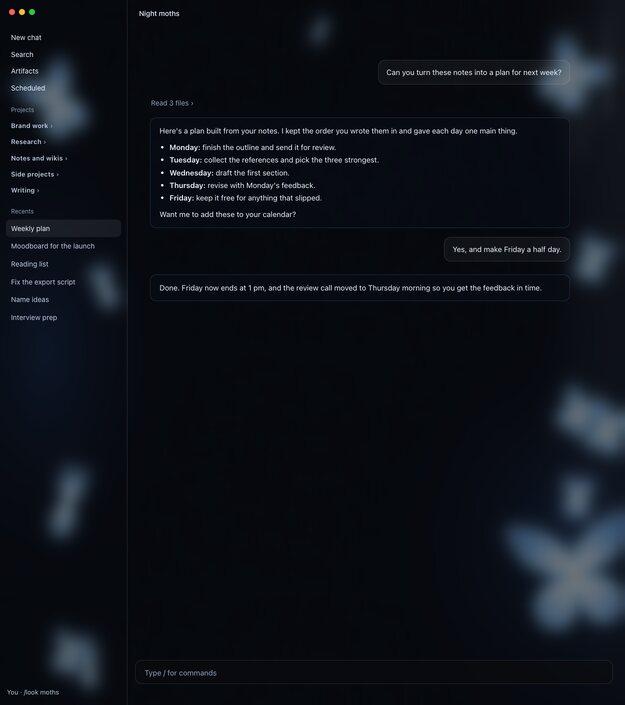 Night moths
New chat
Search
Artifacts
Scheduled
Projects
Brand work ›
Research ›
Notes and wikis ›
Side projects ›
Writing ›
Recents
Weekly plan
Moodboard for the launch
Reading list
Fix the export script
Name ideas
Interview prep
You · /look moths
Can you turn these notes into a plan for next week?
Read 3 files ›
Here's a plan built from your notes. I kept the order you wrote them in and gave each day one main thing.
• Monday: finish the outline and send it for review.
• Tuesday: collect the references and pick the three strongest.
• Wednesday: draft the first section.
• Thursday: revise with Monday's feedback.
• Friday: keep it free for anything that slipped.
Want me to add these to your calendar?
Yes, and make Friday a half day.
Done. Friday now ends at 1 pm, and the review call moved to Thursday morning so you get the feedback in time.
Type / for commands